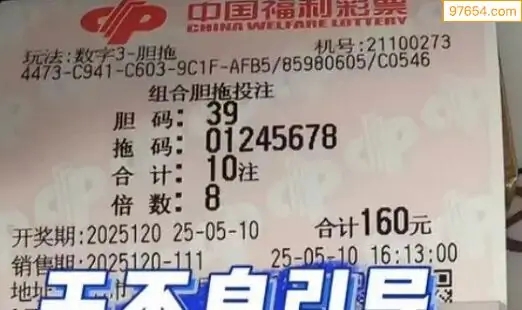 97654.com
中国福利彩票
CHINA WELFARE LOTTERY
玩法:数字3-胆拖 机号:21100273
4473-C941-C603-9C1F-AFB5/85980605/C0546
组合胆拖投注
胆 码: 39
拖 码: 01245678
合 计: 10注
倍 数: 8
开奖期:2025120 25-05-10 合计160元
销售期:2025120-111 25-05-10 16:13:00
地址